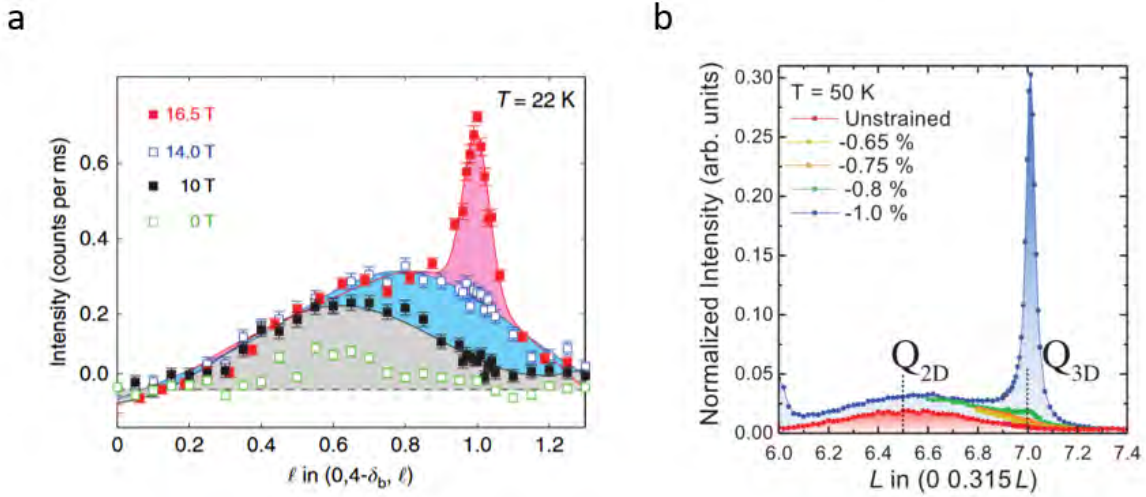 a
T = 22 K
16.5 T
14.0 T
10 T
0 T
0.6
0.4
0.2
0.0
Intensity (counts per ms)
0 0.2 0.4 0.6 0.8 1.0 1.2
ℓ in (0,4-δb, ℓ)
b
T = 50 K
Unstrained
-0.65 %
-0.75 %
-0.8 %
-1.0 %
Q2D
Q3D
0.30
0.25
0.20
0.15
0.10
0.05
0.00
Normalized Intensity (arb. units)
6.0 6.2 6.4 6.6 6.8 7.0 7.2 7.4
L in (0 0.315 L)